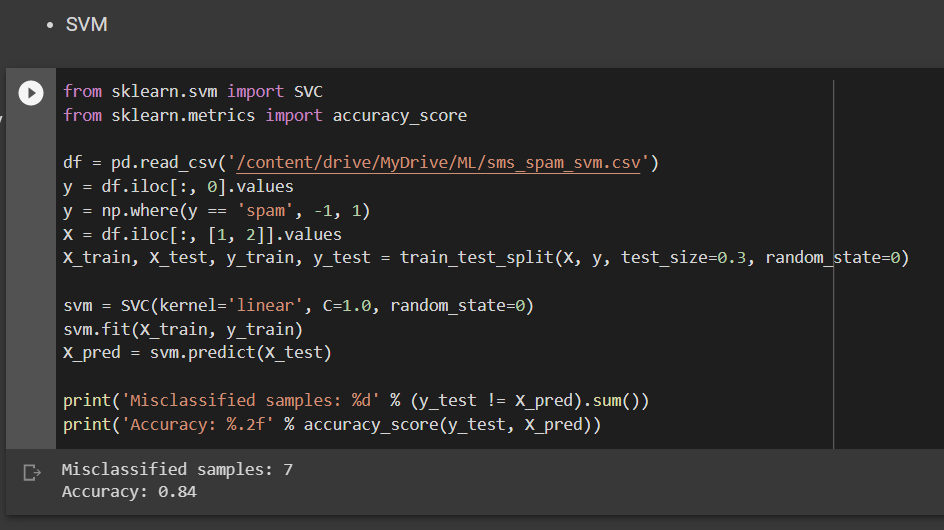 • SVM
from sklearn.svm import SVC
from sklearn.metrics import accuracy_score
df = pd.read_csv('/content/drive/MyDrive/ML/sms_spam_svm.csv')
y = df.iloc[:, 0].values
y = np.where(y == 'spam', -1, 1)
X = df.iloc[:, [1, 2]].values
X_train, X_test, y_train, y_test = train_test_split(X, y, test_size=0.3, random_state=0)
svm = SVC(kernel='linear', C=1.0, random_state=0)
svm.fit(X_train, y_train)
X_pred = svm.predict(X_test)
print('Misclassified samples: %d' % (y_test != X_pred).sum())
print('Accuracy: %.2f' % accuracy_score(y_test, X_pred))
Misclassified samples: 7
Accuracy: 0.84